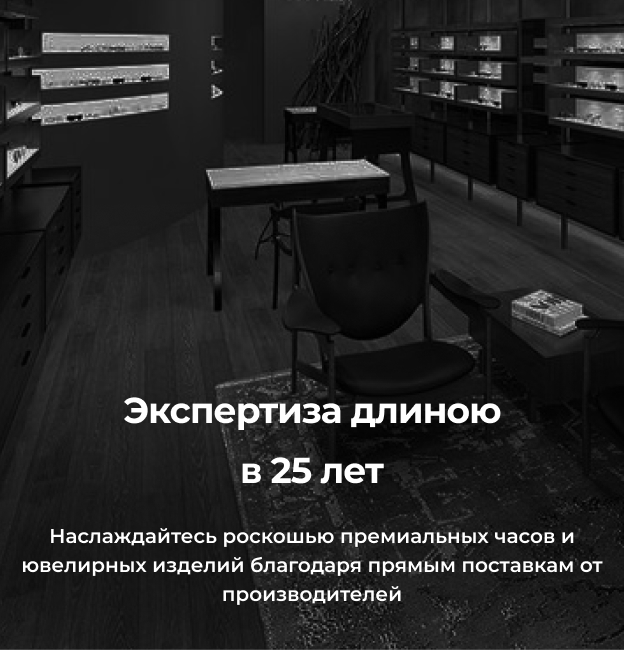 Экспертиза длиною
в 25 лет
Наслаждайтесь роскошью премиальных часов и
ювелирных изделий благодаря прямым поставкам от
производителей